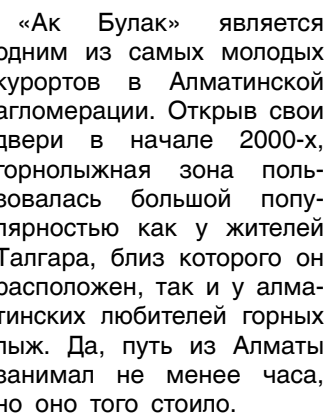 «Ак Булак» является
одним из самых молодых
курортов в Алматинской
агломерации. Открыв свои
двери в начале 2000-х,
горнолыжная зона поль-
зовалась большой попу-
лярностью как у жителей
Талгара, близ которого он
расположен, так и у алма-
тинских любителей горных
лыж. Да, путь из Алматы
занимал не менее часа,
но оно того стоило.